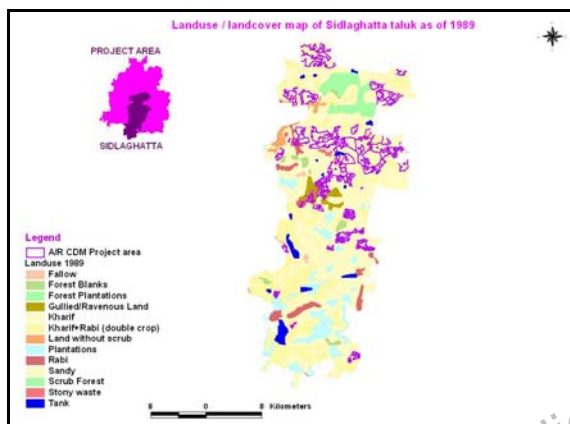 Landuse / landcover map of Sidlaghatta taluk as of 1989
PROJECT AREA
SIDLAGHATTA
Legend
A/R CDM Project area
Landuse 1989
Fallow
Forest Blanks
Forest Plantations
Gullied/Ravenous Land
Kharif
Kharif+Rabi (double crop)
Land without scrub
Plantations
Rabi
Sandy
Scrub Forest
Stony waste
Tank
8 0 8 Kilometers